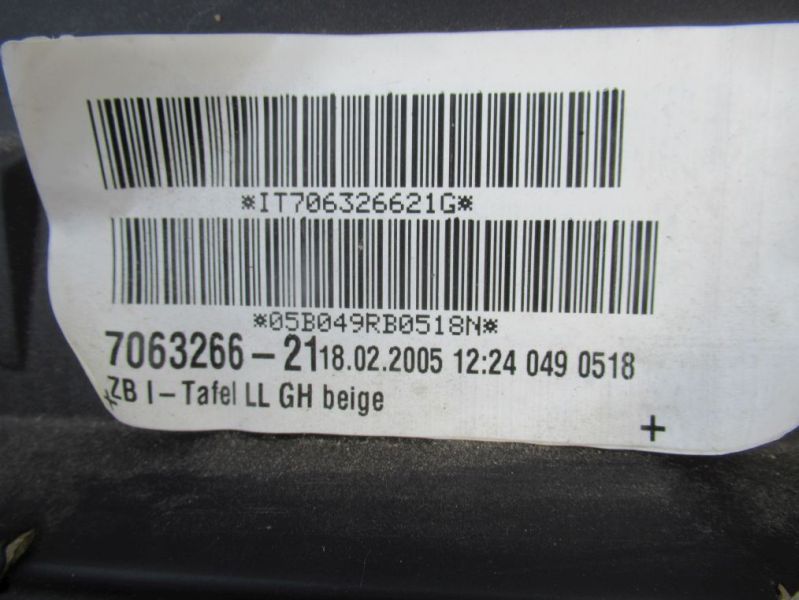 *IT706326621G*
*05B049RB0518N*
7063266-21 18.02.2005 12:24 049 0518
ZB I-Tafel LL GH beige
+